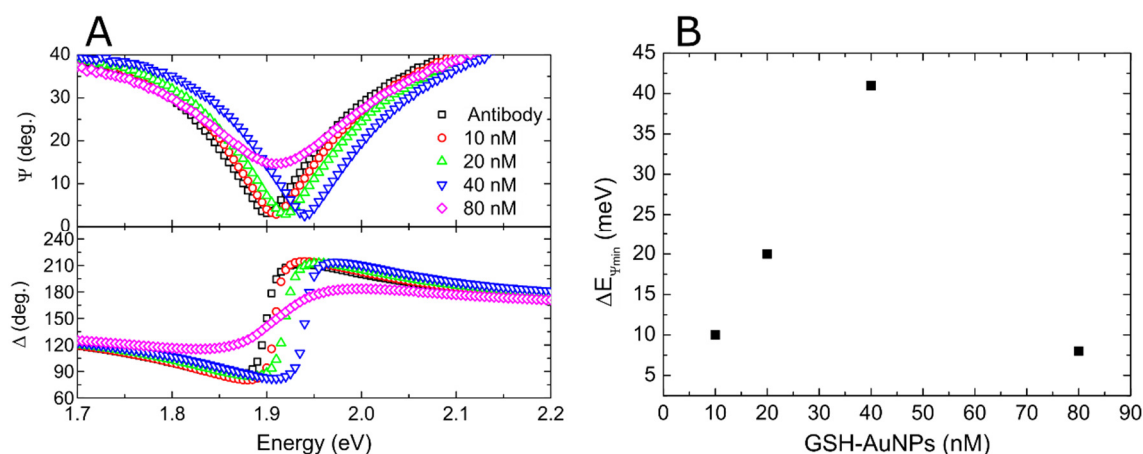 A
Ψ (deg.)
40
30
20
10
0
Antibody
10 nM
20 nM
40 nM
80 nM
Δ (deg.)
240
210
180
150
120
90
60
1.7 1.8 1.9 2.0 2.1 2.2
Energy (eV)
B
ΔEΨmin (meV)
45
40
35
30
25
20
15
10
5
0 10 20 30 40 50 60 70 80 90
GSH-AuNPs (nM)